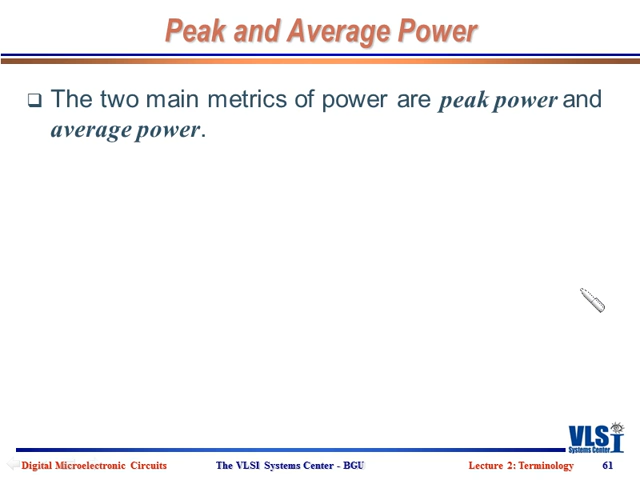 Peak and Average Power
The two main metrics of power are peak power and
average power.
VLSI
Systems Center
Digital Microelectronic Circuits
The VLSI Systems Center - BGU
Lecture 2: Terminology
61